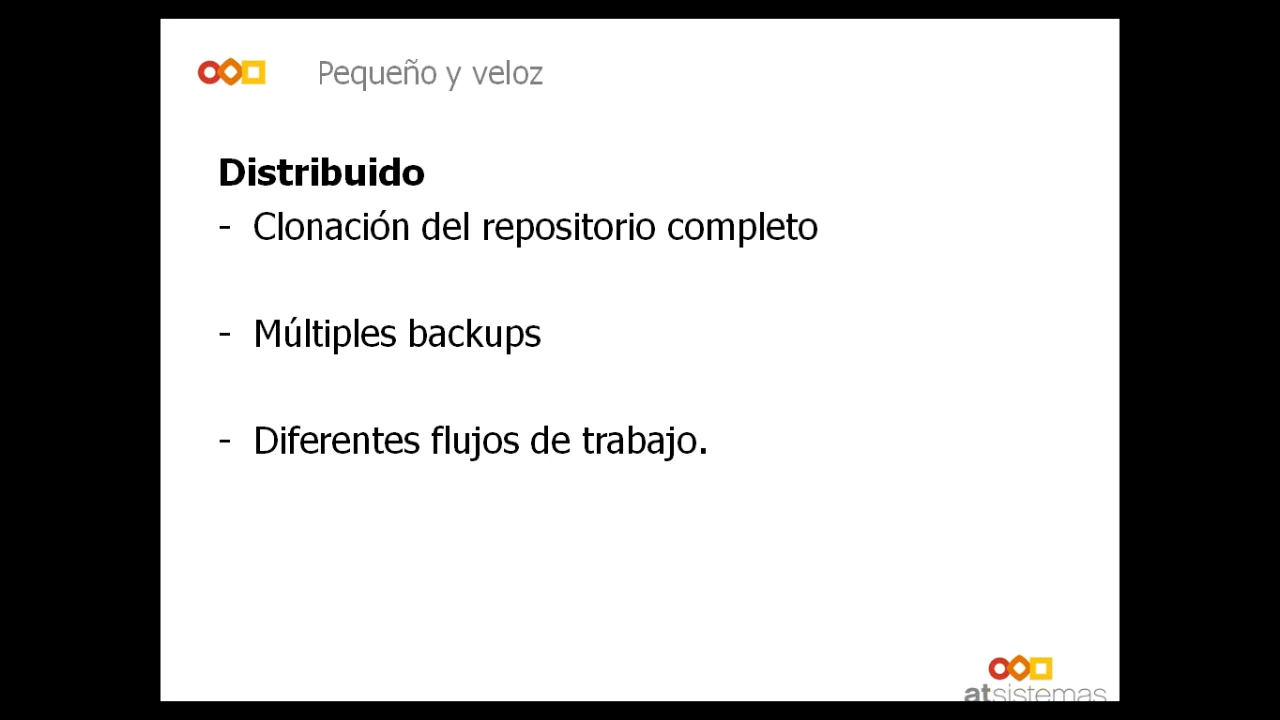 Pequeño y veloz
Distribuido
- Clonación del repositorio completo
- Múltiples backups
- Diferentes flujos de trabajo.
atsistemas